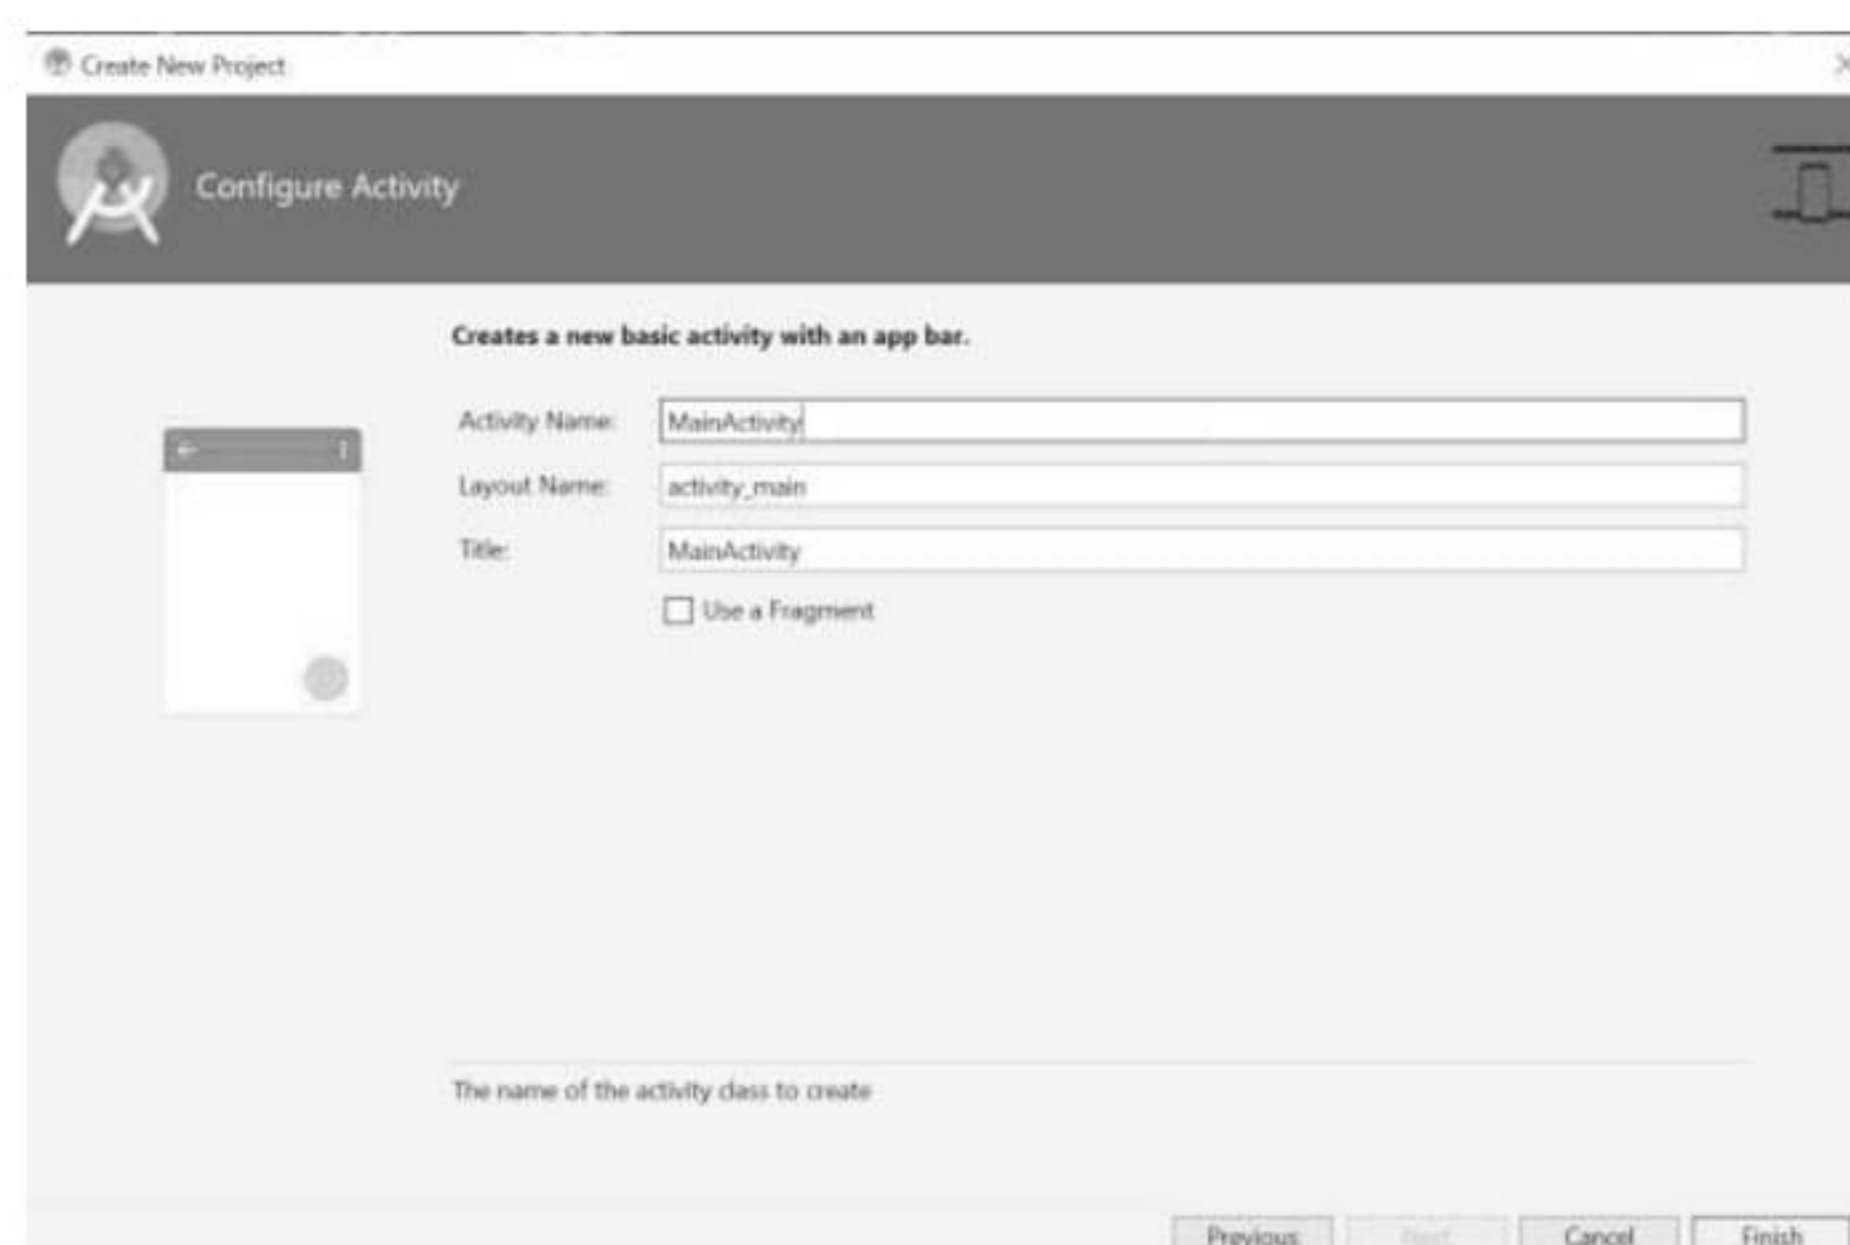 Create New Project
Configure Activity
Creates a new basic activity with an app bar.
Activity Name: MainActivity
Layout Name: activity_main
Title: MainActivity
Use a Fragment
The name of the activity class to create
Previous Next Cancel Finish